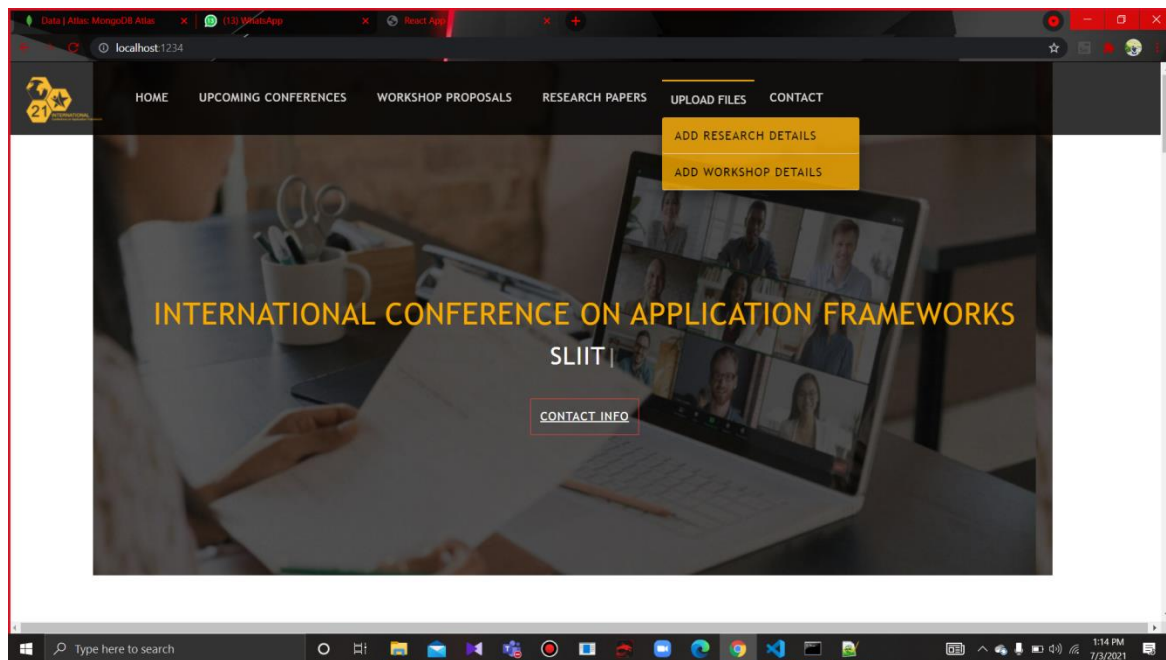 Data | Atlas: MongoDB Atlas
(13) WhatsApp
React App
localhost:1234
21
INTERNATIONAL
HOME
UPCOMING CONFERENCES
WORKSHOP PROPOSALS
RESEARCH PAPERS
UPLOAD FILES
CONTACT
ADD RESEARCH DETAILS
ADD WORKSHOP DETAILS
INTERNATIONAL CONFERENCE ON APPLICATION FRAMEWORKS
SLIIT|
CONTACT INFO
Type here to search
1:14 PM
7/3/2021